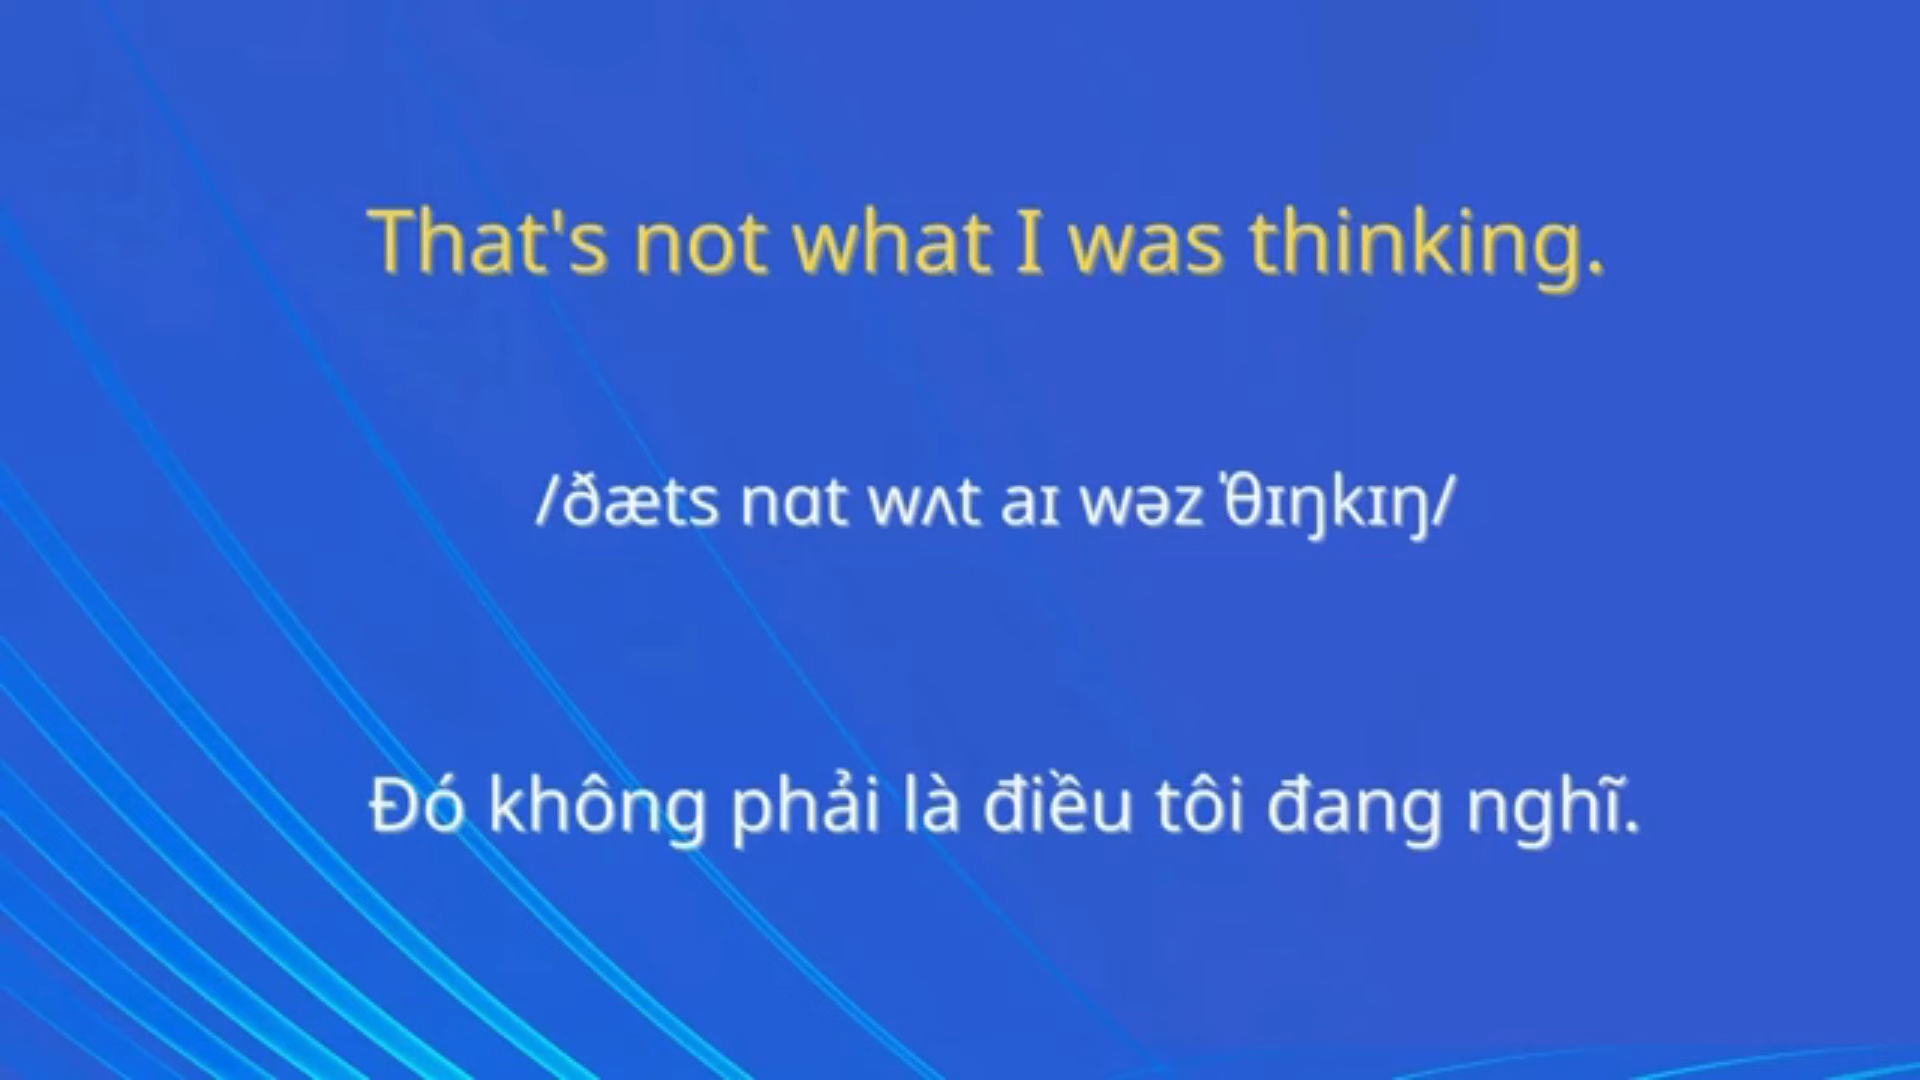 That's not what I was thinking.
/ðæts nɑt wʌt aɪ wəz ˈθɪŋkɪŋ/
Đó không phải là điều tôi đang nghĩ.